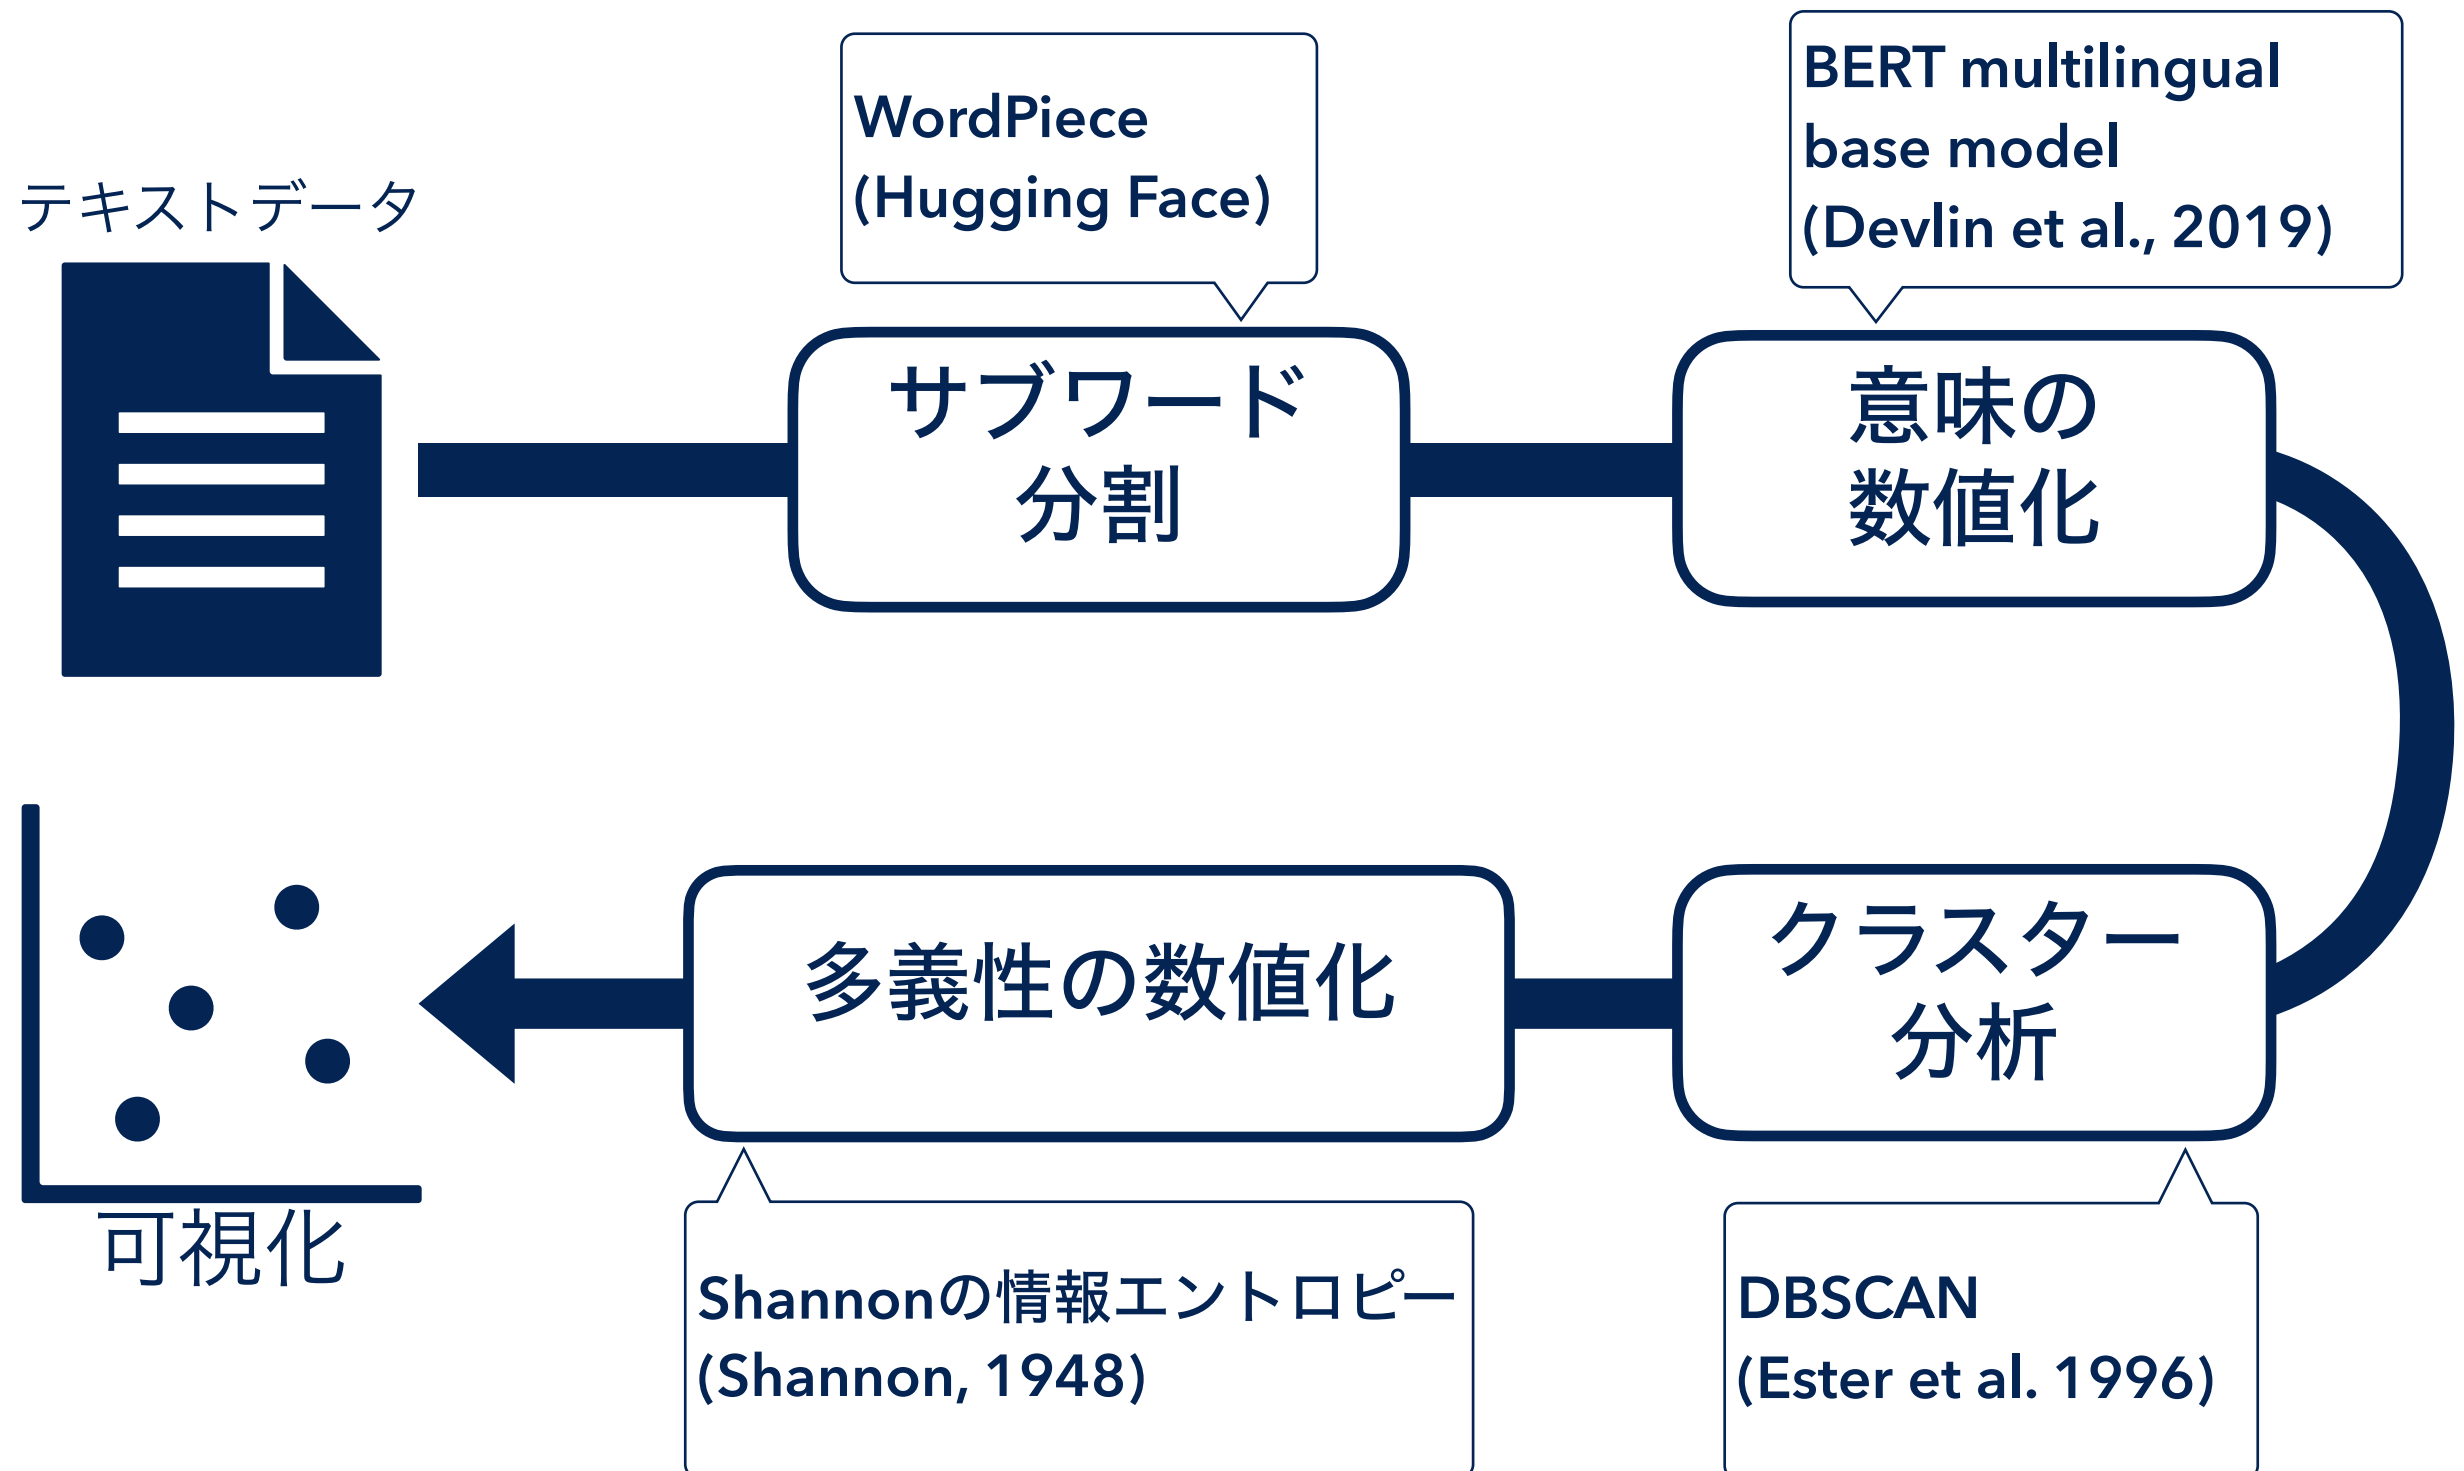 テキストデータ
WordPiece
(Hugging Face)
サブワード
分割
BERT multilingual
base model
(Devlin et al., 2019)
意味の
数値化
クラスター
分析
DBSCAN
(Ester et al. 1996)
多義性の数値化
Shannonの情報エントロピー
(Shannon, 1948)
可視化